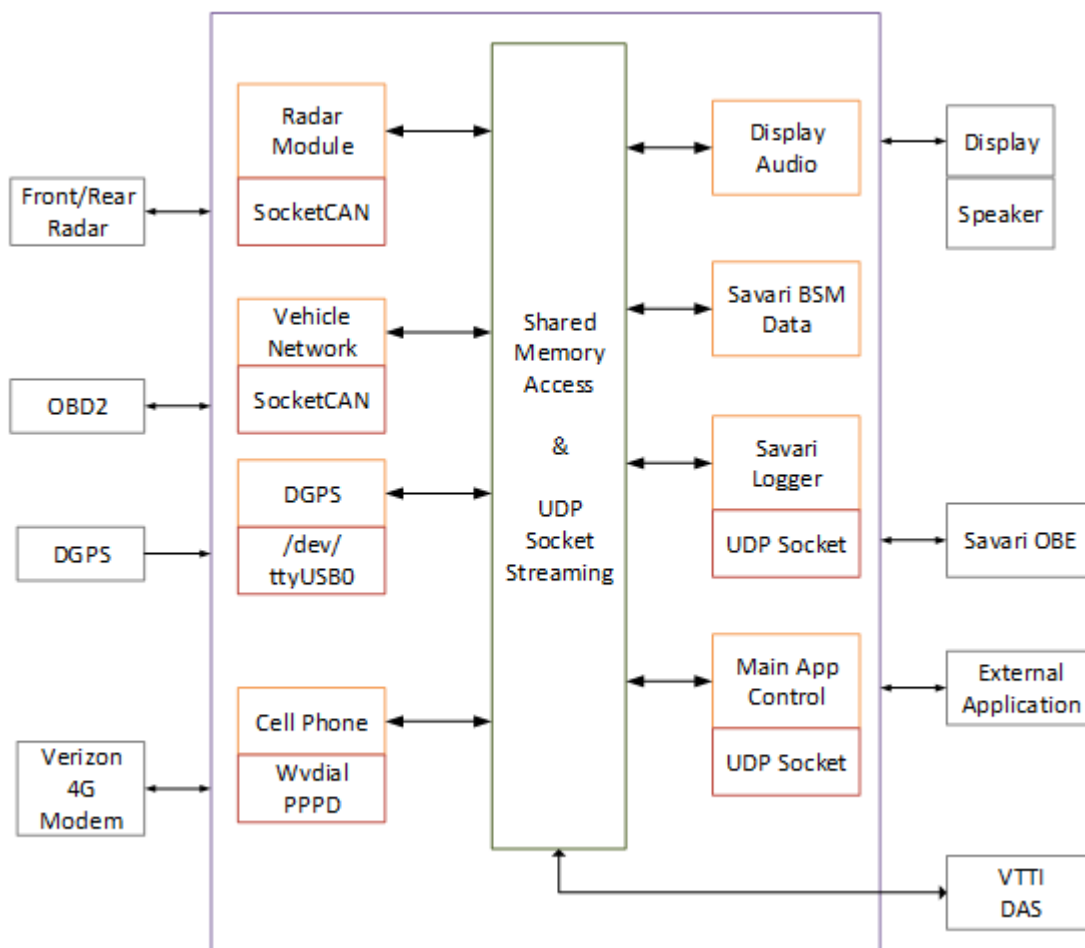 Front/Rear
Radar
OBD2
DGPS
Verizon
4G
Modem
Radar
Module
SocketCAN
Vehicle
Network
SocketCAN
DGPS
/dev/
ttyUSB0
Cell Phone
Wvdial
PPPD
Shared
Memory
Access
&
UDP
Socket
Streaming
Display
Audio
Savari BSM
Data
Savari
Logger
UDP Socket
Main App
Control
UDP Socket
Display
Speaker
Savari OBE
External
Application
VTTI
DAS